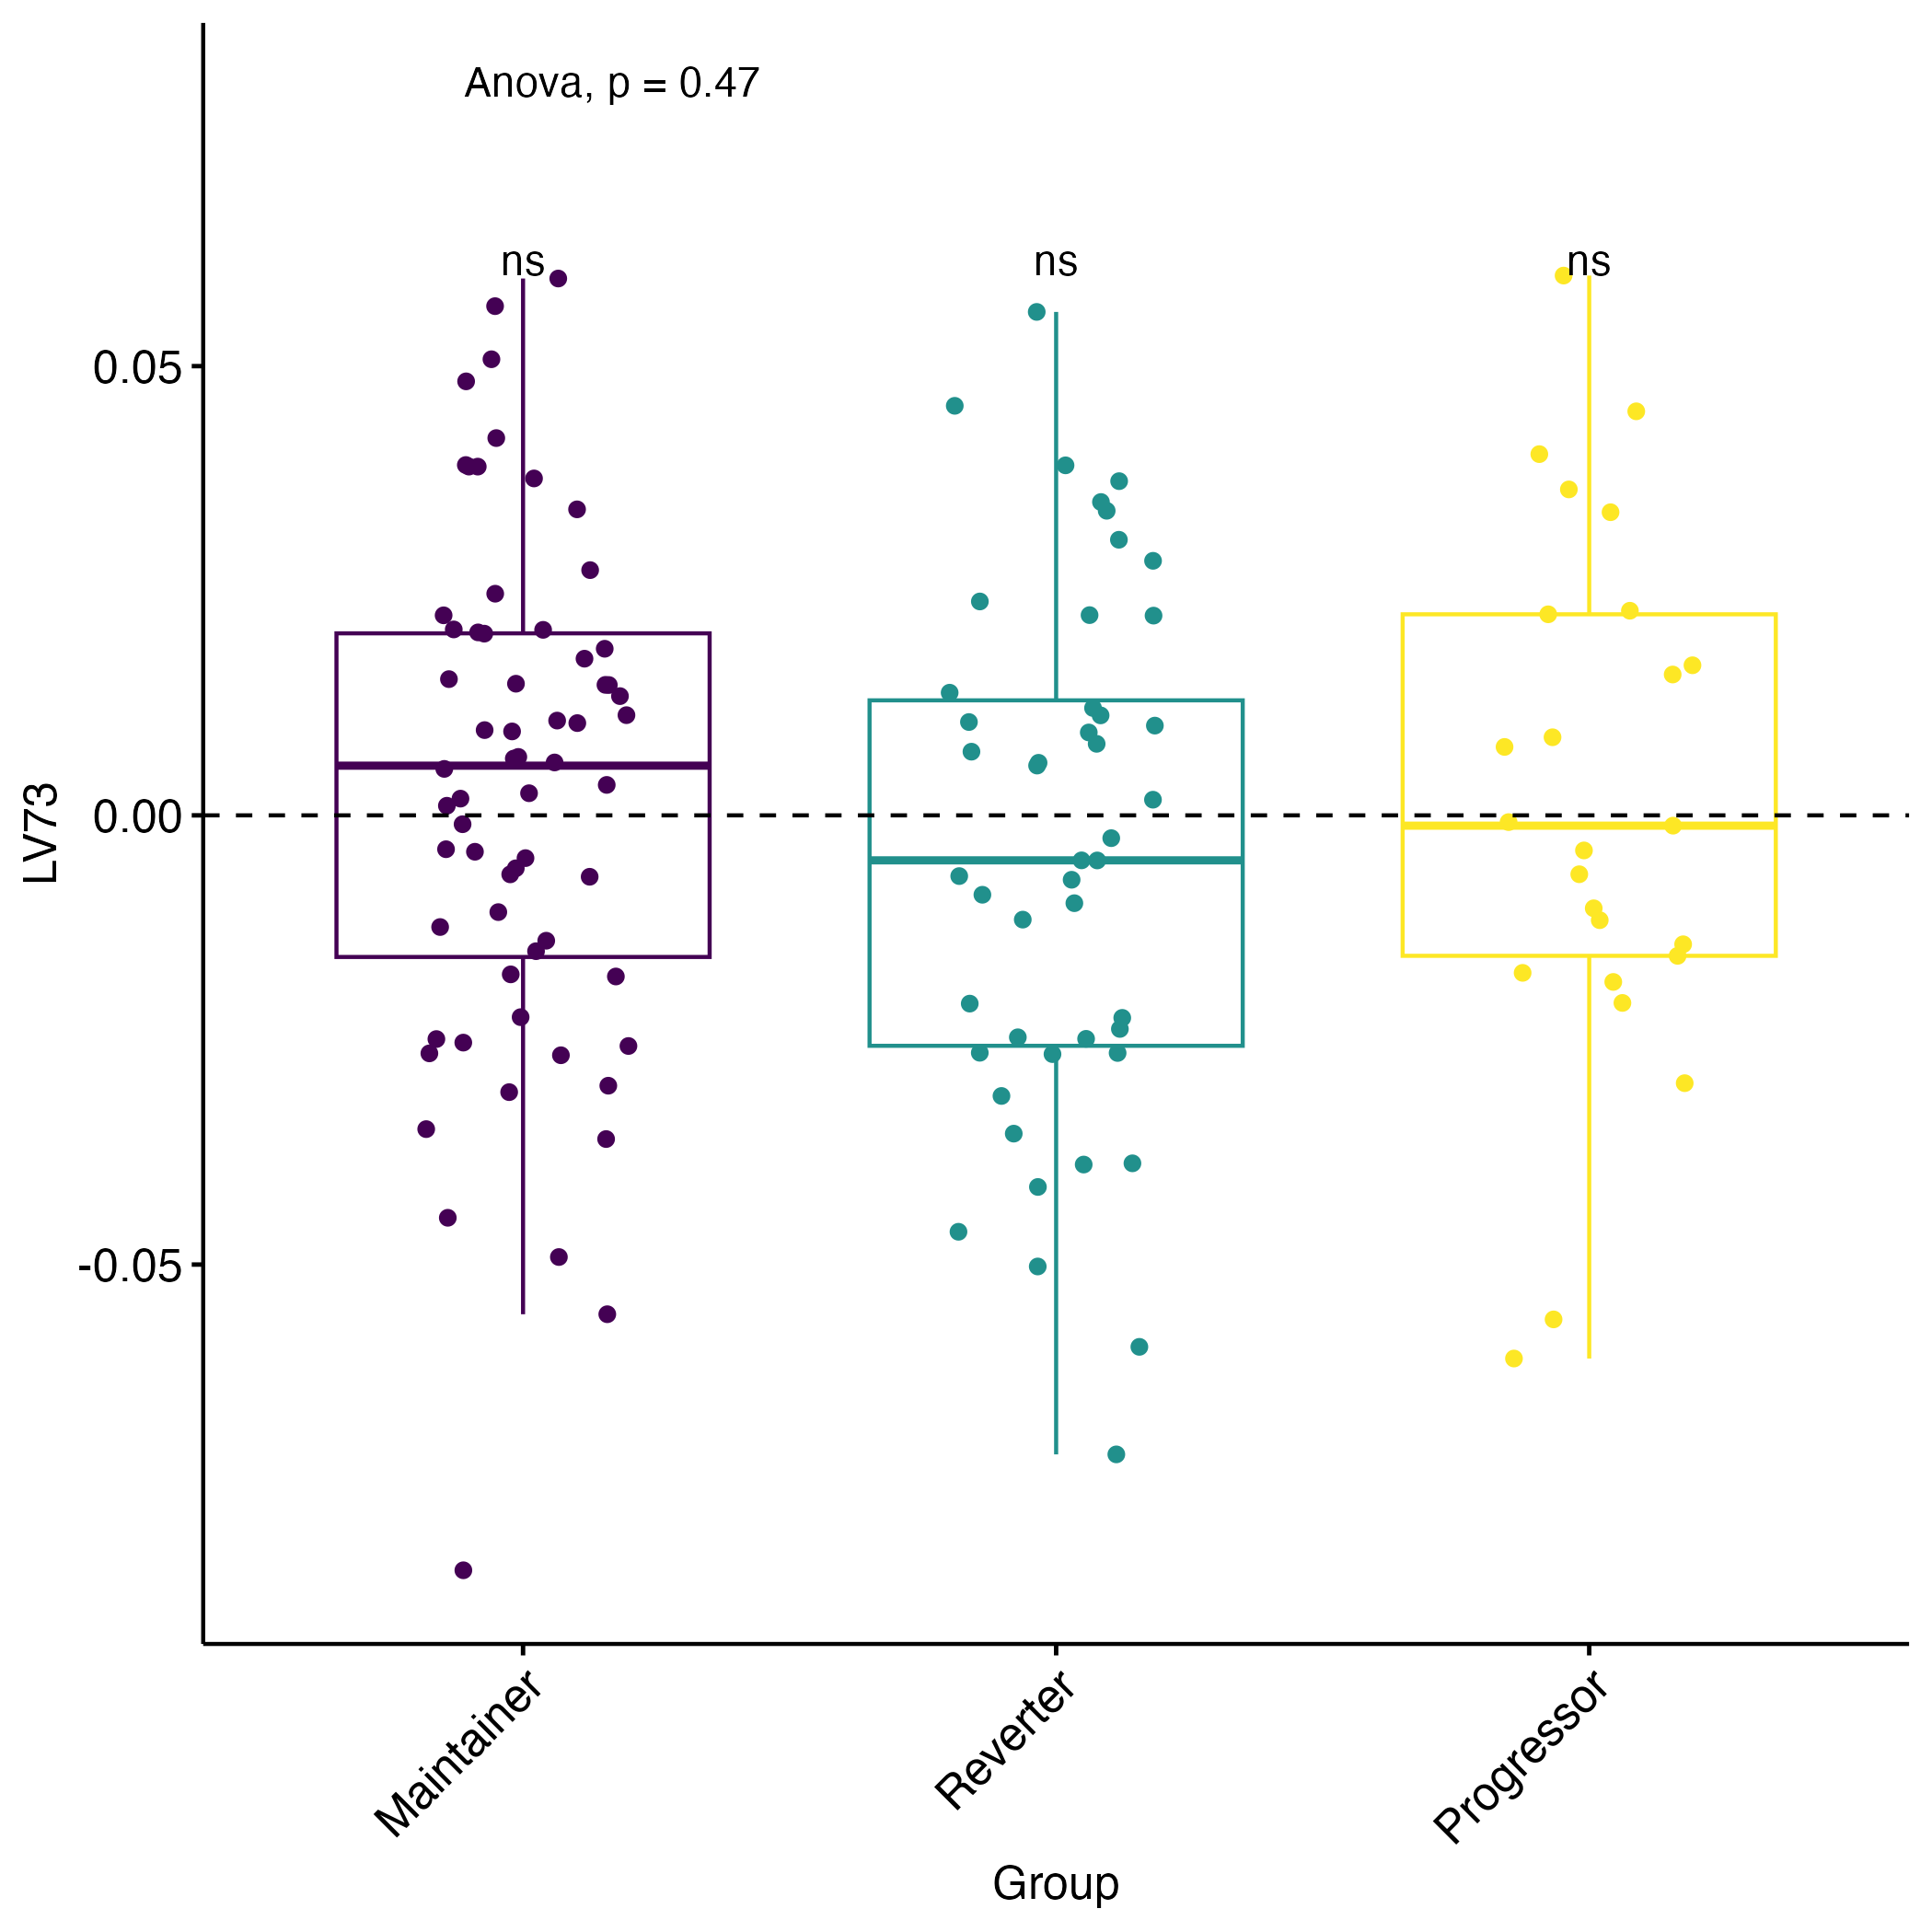 Anova, p = 0.47
ns ns ns
0.05
0.00
-0.05
LV73
Maintainer Reverter Progressor
Group